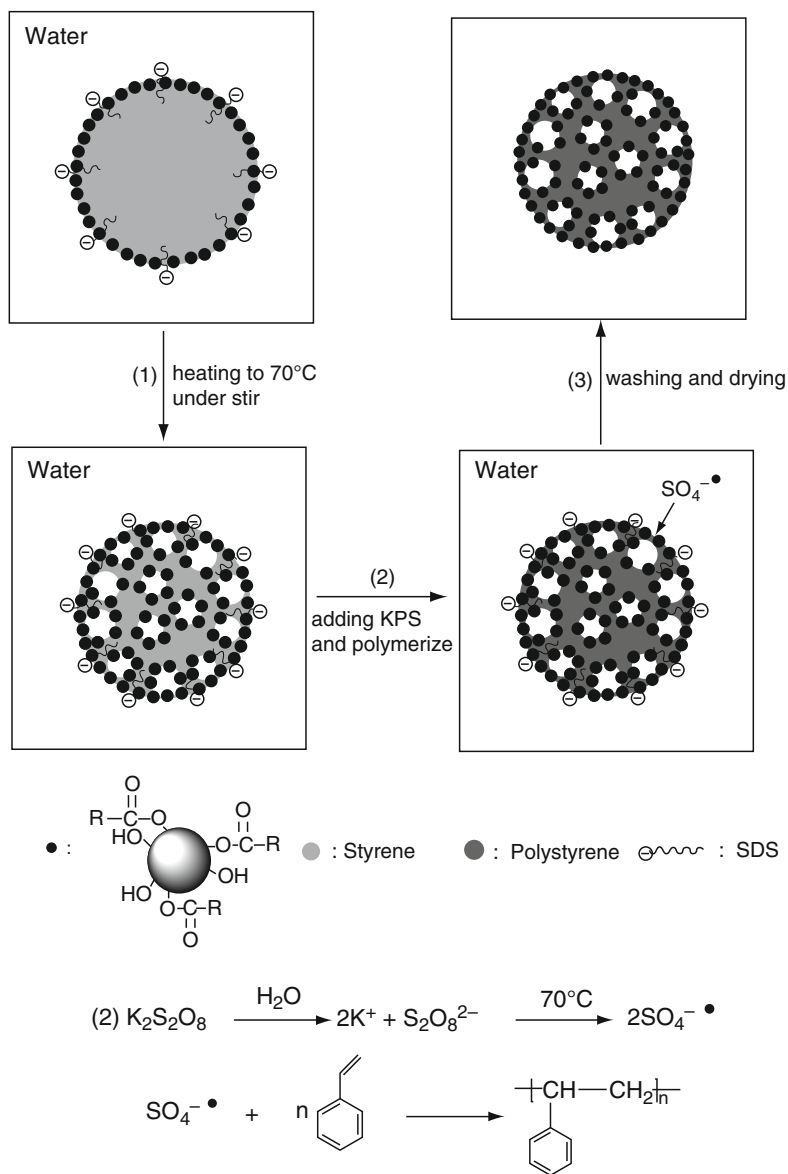 Water
(1) heating to 70°C
under stir
Water
(2)
adding KPS
and polymerize
Water
SO₄⁻•
(3) washing and drying
● :
O
R–C–O
HO
HO
O
O–C–R
OH
O–C–R
O
: Styrene
: Polystyrene
⊖ : SDS
(2) K₂S₂O₈ H₂O 2K⁺ + S₂O₈²⁻ 70°C 2SO₄⁻•
SO₄⁻• + n [CH—CH₂]n